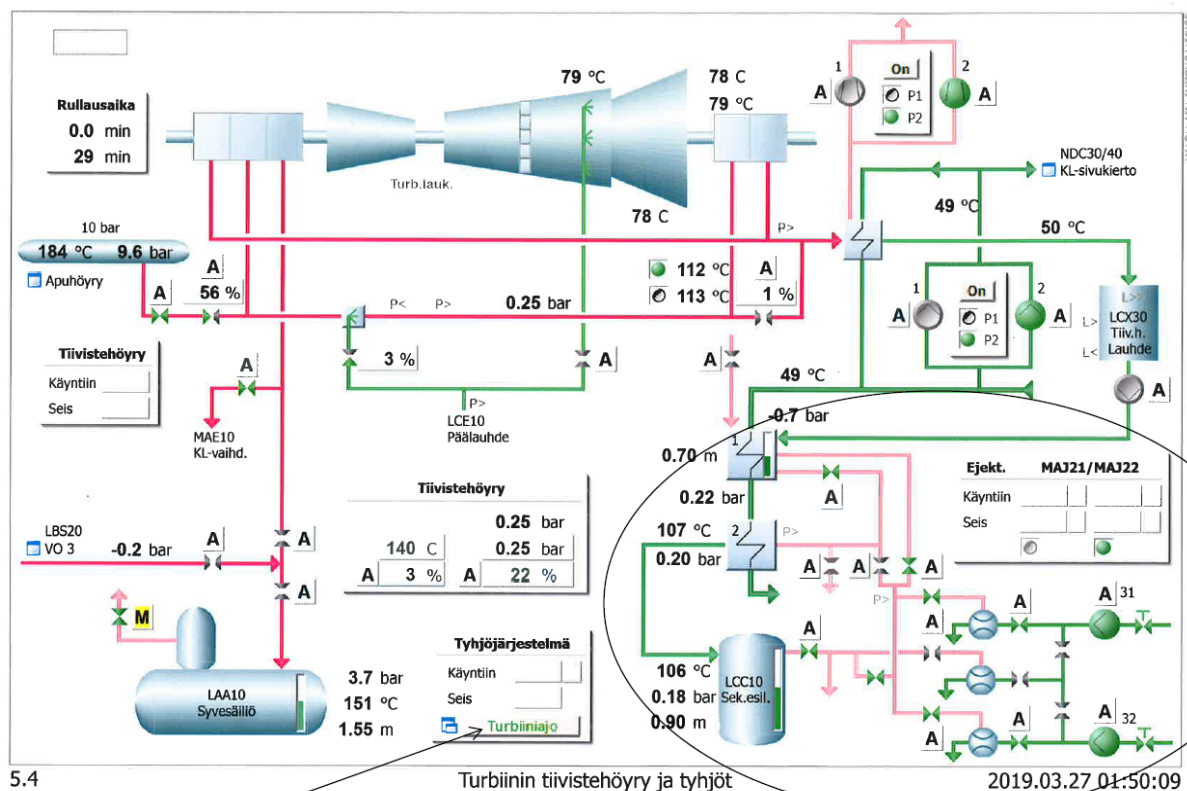 Rullausaika
0.0 min
29 min
79 °C
78 C
79 °C
Turb.lauk.
78 C
1
2
On
P1
P2
A
A
NDC30/40
KL-sivukierto
49 °C
50 °C
P>
10 bar
184 °C 9.6 bar
Apuhöyry
A
A
56 %
P< P>
0.25 bar
112 °C
113 °C
A
1 %
1
2
On
P1
P2
A
A
L>>
L>
L<
LCX30
Tiiv.h.
Lauhde
A
Tiivistehöyry
Käyntiin
Seis
A
MAE10
KL-vaihd.
3 %
A
A
A
P>
LCE10
Päälauhde
49 °C
-0.7 bar
1
0.70 m
A
0.22 bar
107 °C
2
0.20 bar
P>
A
A
A
P>
Ejekt. MAJ21/MAJ22
Käyntiin
Seis
Tiivistehöyry
0.25 bar
140 C 0.25 bar
A 3 % A 22 %
LBS20
VO 3
-0.2 bar
A
A
A
M
LAA10
Syvesäiliö
3.7 bar
151 °C
1.55 m
Tyhjöjärjestelmä
Käyntiin
Seis
Turbiiniajo
106 °C
0.18 bar
0.90 m
LCC10
Sek.esil.
A
A
A
A 31
A
A
A
A 32
5.4
Turbiinin tiivistehöyry ja tyhjöt
2019.03.27 01:50:09